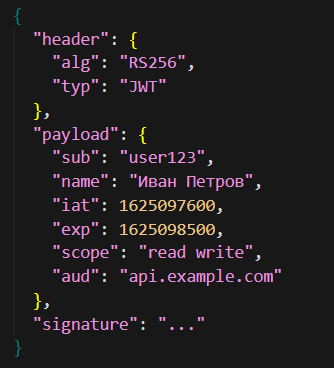 {
  "header": {
    "alg": "RS256",
    "typ": "JWT"
  },
  "payload": {
    "sub": "user123",
    "name": "Иван Петров",
    "iat": 1625097600,
    "exp": 1625098500,
    "scope": "read write",
    "aud": "api.example.com"
  },
  "signature": "..."
}